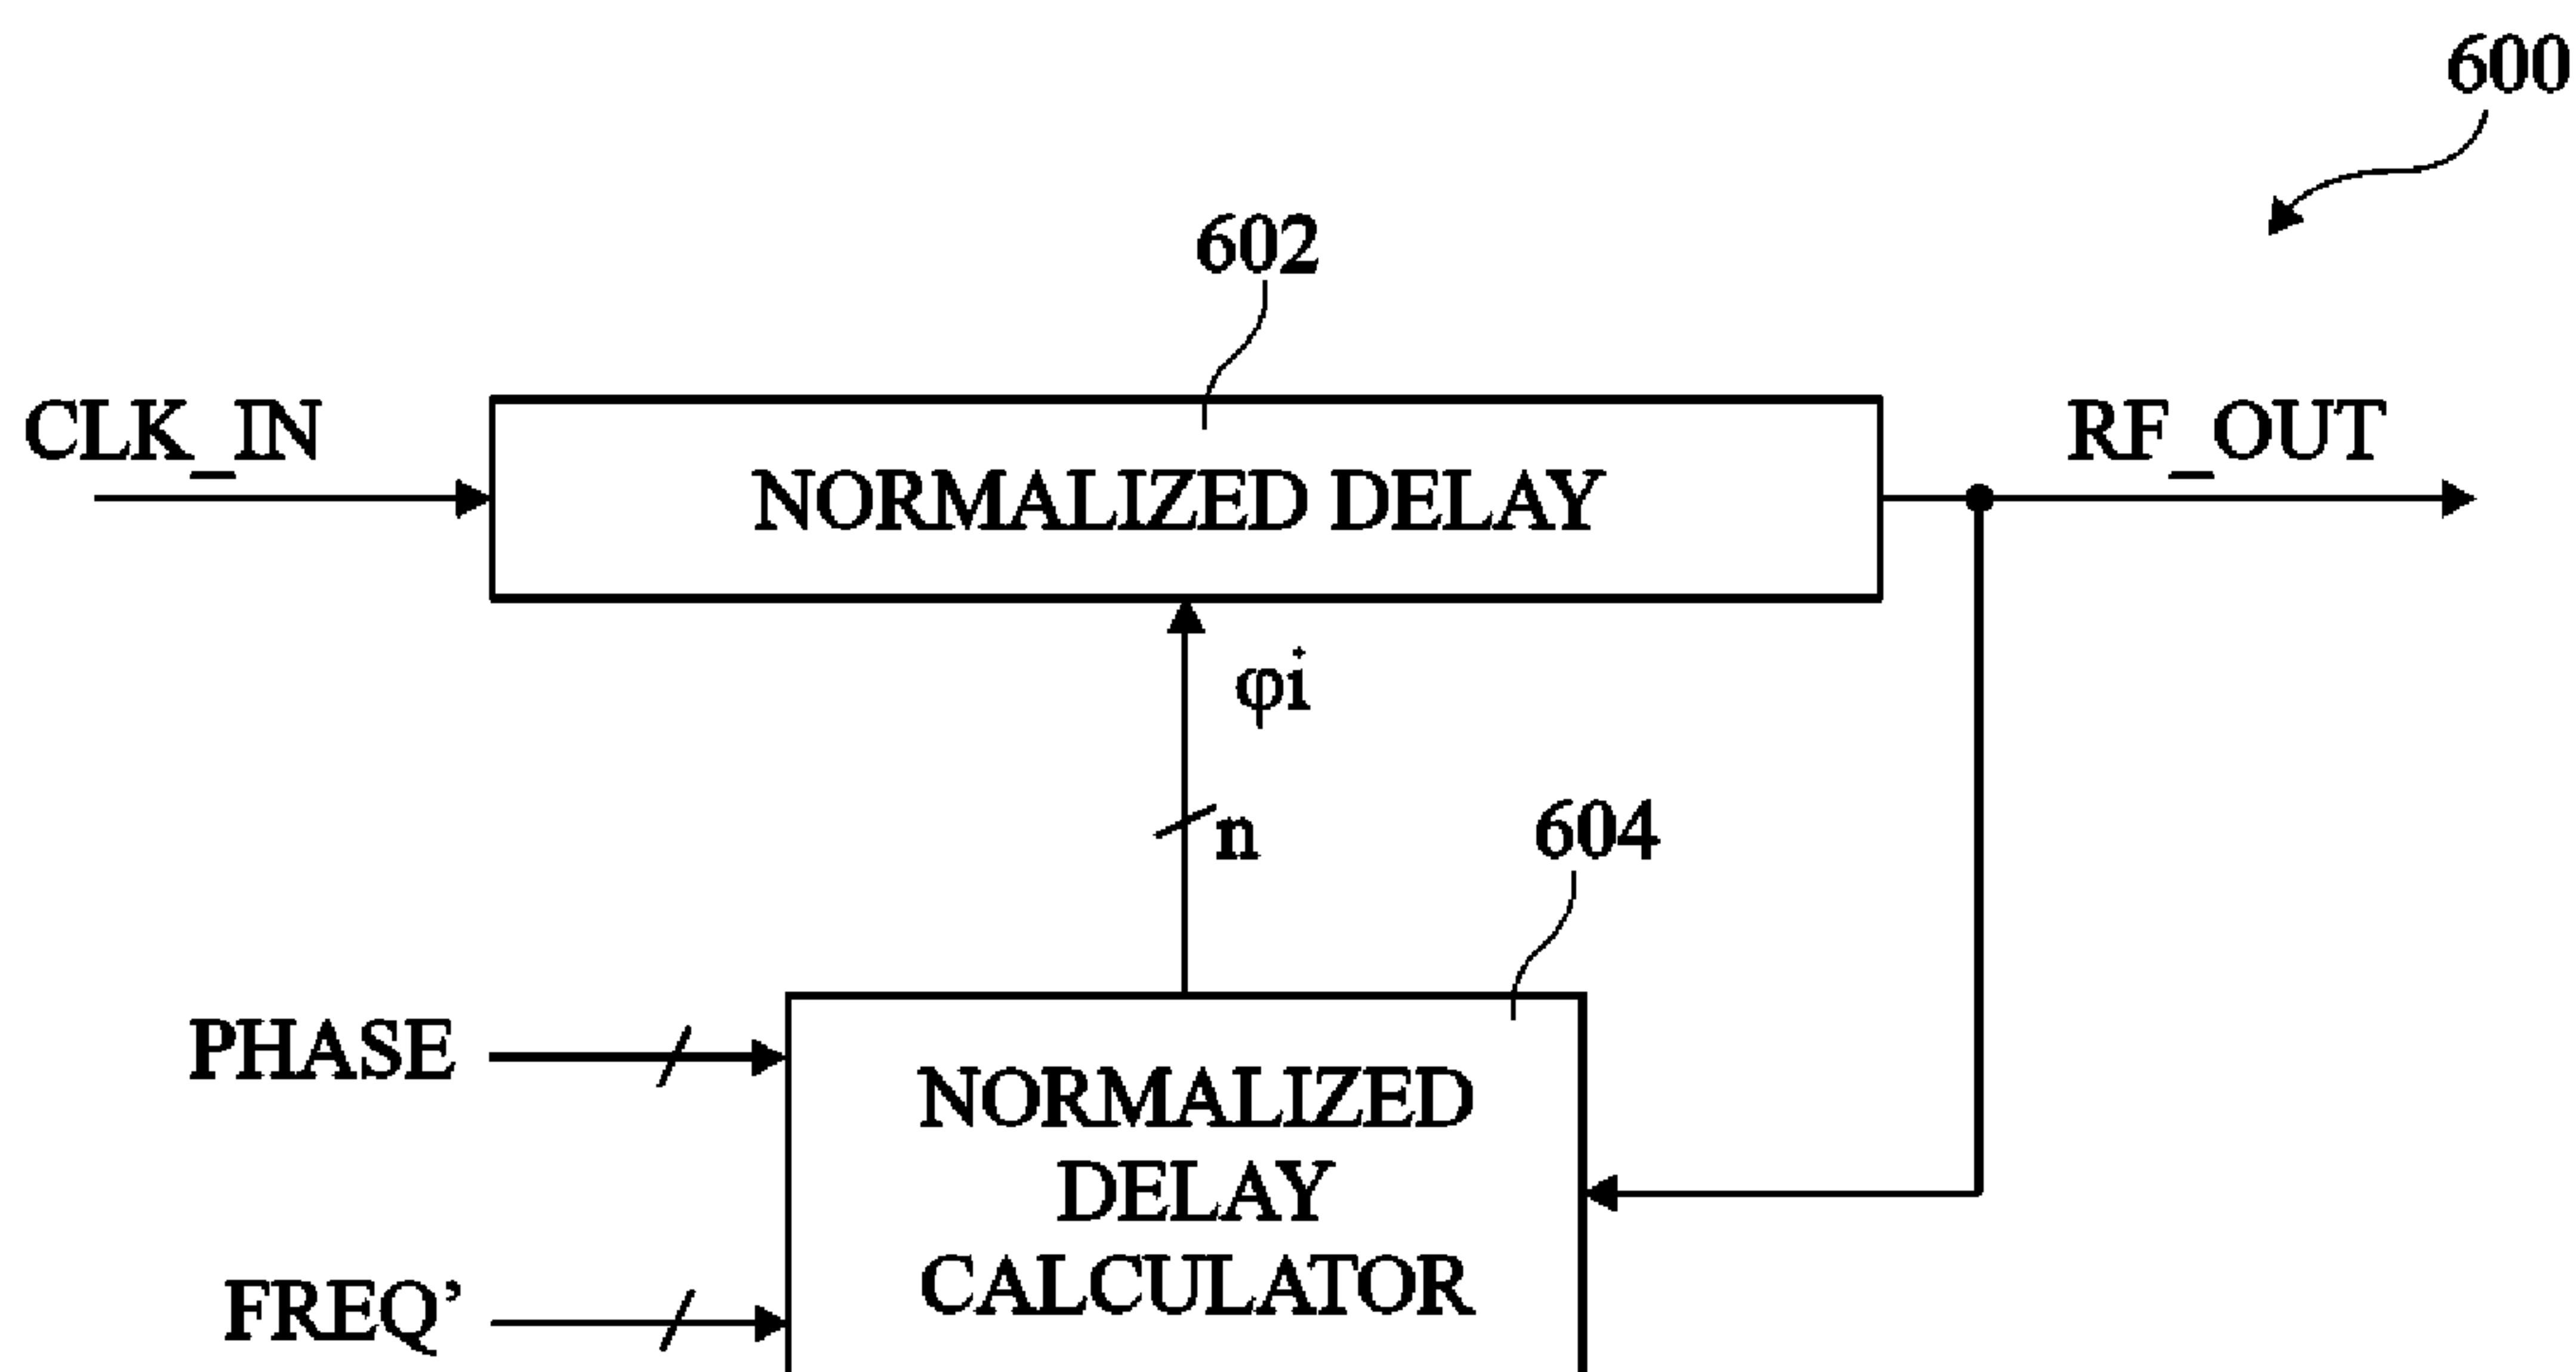 600
602
CLK_IN
NORMALIZED DELAY
RF_OUT
φi
n
604
PHASE
NORMALIZED
DELAY
CALCULATOR
FREQ’